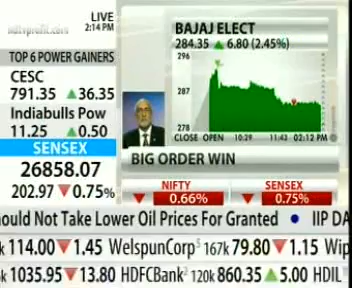 ndtvprofit.com
LIVE
2:14 PM
TOP 6 POWER GAINERS
CESC
791.35 ▲ 36.35
Indiabulls Pow
11.25 ▲ 0.50
SENSEX
26858.07
202.97 ▼ 0.75%
BAJAJ ELECT
284.35 ▲ 6.80 (2.45%)
296
287
278
CLOSE OPEN 10:29 11:43 02:12 PM
BIG ORDER WIN
NIFTY
▼ 0.66%
SENSEX
▼ 0.75%
ould Not Take Lower Oil Prices For Granted • IIP DA
k 114.00 ▼ 1.45 WelspunCorp 167k 79.80 ▼ 1.15 Wip
k 1035.95 ▼ 13.80 HDFCBank 120k 860.35 ▲ 5.00 HDIL